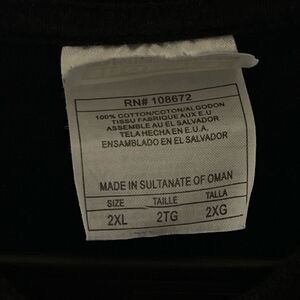 RN# 108672
100% COTTON/COTON/ALGODON
TISSU FABRIQUE AUX E.U
ASSEMBLE AU EL SALVADOR
TELA HECHA EN E.U.A.
ENSAMBLADO EN EL SALVADOR
MADE IN SULTANATE OF OMAN
SIZE TAILLE TALLA
2XL 2TG 2XG